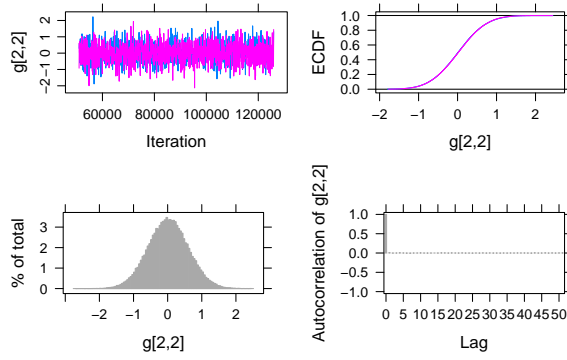 g[2,2]
2
1
0
−1
−2
60000 80000 100000 120000
Iteration
ECDF
1.0
0.8
0.6
0.4
0.2
0.0
−2 −1 0 1 2
g[2,2]
% of total
3
2
1
0
−2 −1 0 1 2
g[2,2]
Autocorrelation of g[2,2]
1.0
0.5
0.0
−0.5
−1.0
0 5 10 15 20 25 30 35 40 45 50
Lag